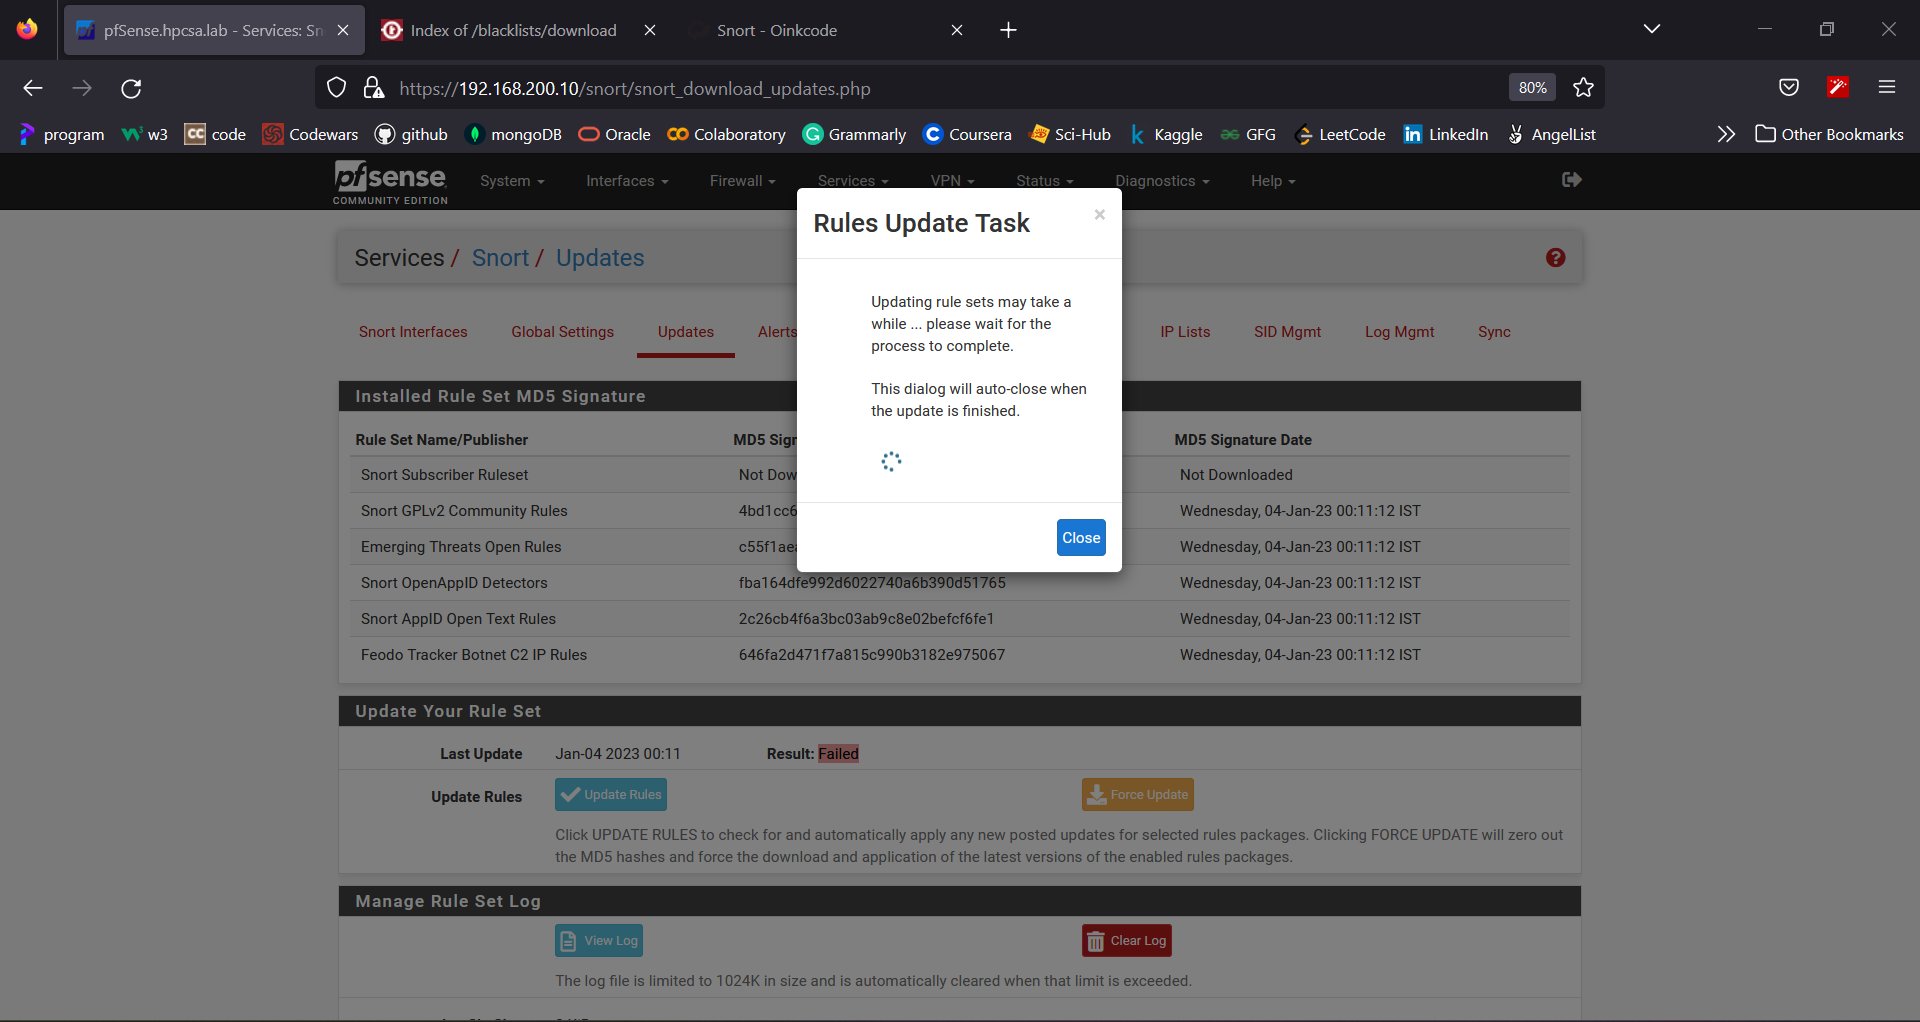 pfSense.hpcsa.lab - Services: Sn
Index of /blacklists/download
Snort - Oinkcode
https://192.168.200.10/snort/snort_download_updates.php
80%
program
w3
code
Codewars
github
mongoDB
Oracle
Colaboratory
Grammarly
Coursera
Sci-Hub
Kaggle
GFG
LeetCode
LinkedIn
AngelList
Other Bookmarks
pfsense
COMMUNITY EDITION
System
Interfaces
Firewall
Services
VPN
Status
Diagnostics
Help
Rules Update Task
×
Updating rule sets may take a
while ... please wait for the
process to complete.
This dialog will auto-close when
the update is finished.
Close
Services / Snort / Updates
Snort Interfaces
Global Settings
Updates
Alerts
IP Lists
SID Mgmt
Log Mgmt
Sync
Installed Rule Set MD5 Signature
Rule Set Name/Publisher MD5 Sign MD5 Signature Date
Snort Subscriber Ruleset Not Dow Not Downloaded
Snort GPLv2 Community Rules 4bd1cc6 Wednesday, 04-Jan-23 00:11:12 IST
Emerging Threats Open Rules c55f1aea Wednesday, 04-Jan-23 00:11:12 IST
Snort OpenAppID Detectors fba164dfe992d6022740a6b390d51765 Wednesday, 04-Jan-23 00:11:12 IST
Snort AppID Open Text Rules 2c26cb4f6a3bc03ab9c8e02befcf6fe1 Wednesday, 04-Jan-23 00:11:12 IST
Feodo Tracker Botnet C2 IP Rules 646fa2d471f7a815c990b3182e975067 Wednesday, 04-Jan-23 00:11:12 IST
Update Your Rule Set
Last Update Jan-04 2023 00:11 Result: Failed
Update Rules Update Rules Force Update
Click UPDATE RULES to check for and automatically apply any new posted updates for selected rules packages. Clicking FORCE UPDATE will zero out
the MD5 hashes and force the download and application of the latest versions of the enabled rules packages.
Manage Rule Set Log
View Log Clear Log
The log file is limited to 1024K in size and is automatically cleared when that limit is exceeded.